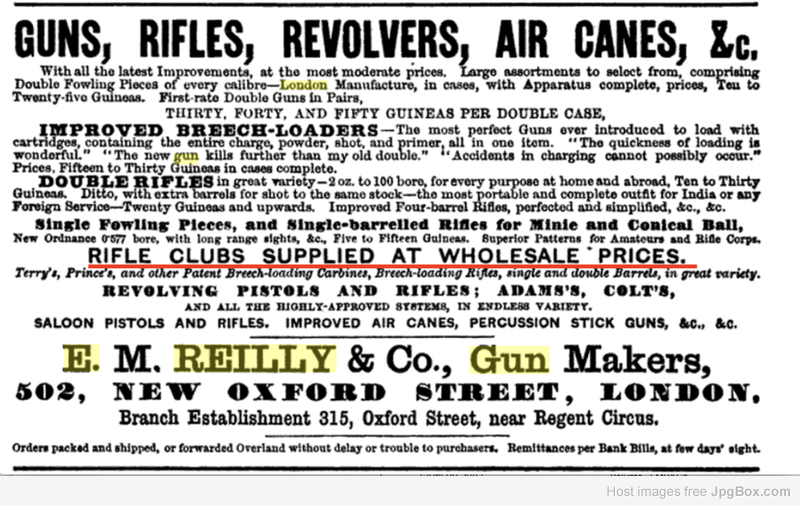 GUNS, RIFLES, REVOLVERS, AIR CANES, &c.
With all the latest Improvements, at the most moderate prices. Large assortments to select from, comprising
Double Fowling Pieces of every calibre—London Manufacture, in cases, with Apparatus complete, prices, Ten to
Twenty-five Guineas. First-rate Double Guns in Pairs,
THIRTY, FORTY, AND FIFTY GUINEAS PER DOUBLE CASE,
IMPROVED BREECH-LOADERS—The most perfect Guns ever introduced to load with
cartridges, containing the entire charge, powder, shot, and primer, all in one item. "The quickness of loading is
wonderful." "The new gun kills further than my old double." "Accidents in charging cannot possibly occur."
Prices, Fifteen to Thirty Guineas in cases complete.
DOUBLE RIFLES in great variety—2 oz. to 100 bore, for every purpose at home and abroad, Ten to Thirty
Guineas. Ditto, with extra barrels for shot to the same stock—the most portable and complete outfit for India or any
Foreign Service—Twenty Guineas and upwards. Improved Four-barrel Rifles, perfected and simplified, &c., &c.
Single Fowling Pieces, and Single-barrelled Rifles for Minie and Conical Ball,
New Ordnance 0·577 bore, with long range sights, &c., Five to Fifteen Guineas. Superior Patterns for Amateurs and Rifle Corps.
RIFLE CLUBS SUPPLIED AT WHOLESALE PRICES.
Terry's, Prince's, and other Patent Breech-loading Carbines, Breech-loading Rifles, single and double Barrels, in great variety.
REVOLVING PISTOLS AND RIFLES; ADAMS'S, COLT'S,
AND ALL THE HIGHLY-APPROVED SYSTEMS, IN ENDLESS VARIETY.
SALOON PISTOLS AND RIFLES. IMPROVED AIR CANES, PERCUSSION STICK GUNS, &c., &c.
E. M. REILLY & Co., Gun Makers,
502, NEW OXFORD STREET, LONDON.
Branch Establishment 315, Oxford Street, near Regent Circus.
Orders packed and shipped, or forwarded Overland without delay or trouble to purchasers. Remittances per Bank Bills, at few days' sight.
Host images free JpgBox.com